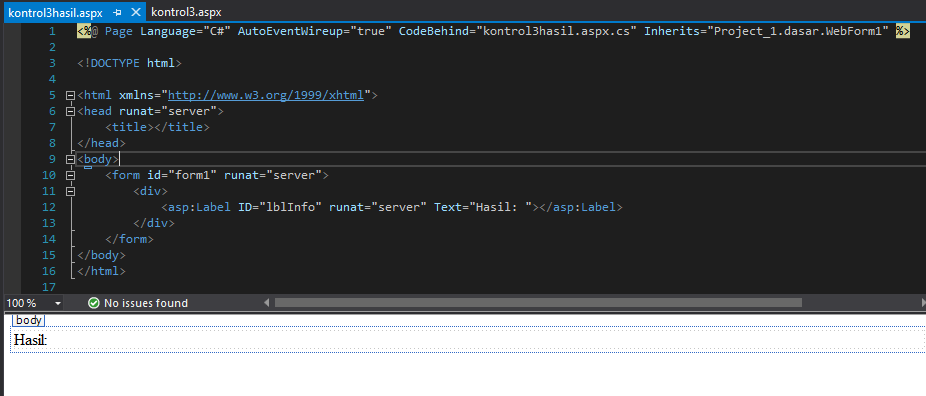 kontrol3hasil.aspx kontrol3.aspx
1 <%@ Page Language="C#" AutoEventWireup="true" CodeBehind="kontrol3hasil.aspx.cs" Inherits="Project_1.dasar.WebForm1" %>
2
3 <!DOCTYPE html>
4
5 <html xmlns="http://www.w3.org/1999/xhtml">
6 <head runat="server">
7 <title></title>
8 </head>
9 <body>
10 <form id="form1" runat="server">
11 <div>
12 <asp:Label ID="lblInfo" runat="server" Text="Hasil: "></asp:Label>
13 </div>
14 </form>
15 </body>
16 </html>
17
100 % No issues found
body
Hasil: